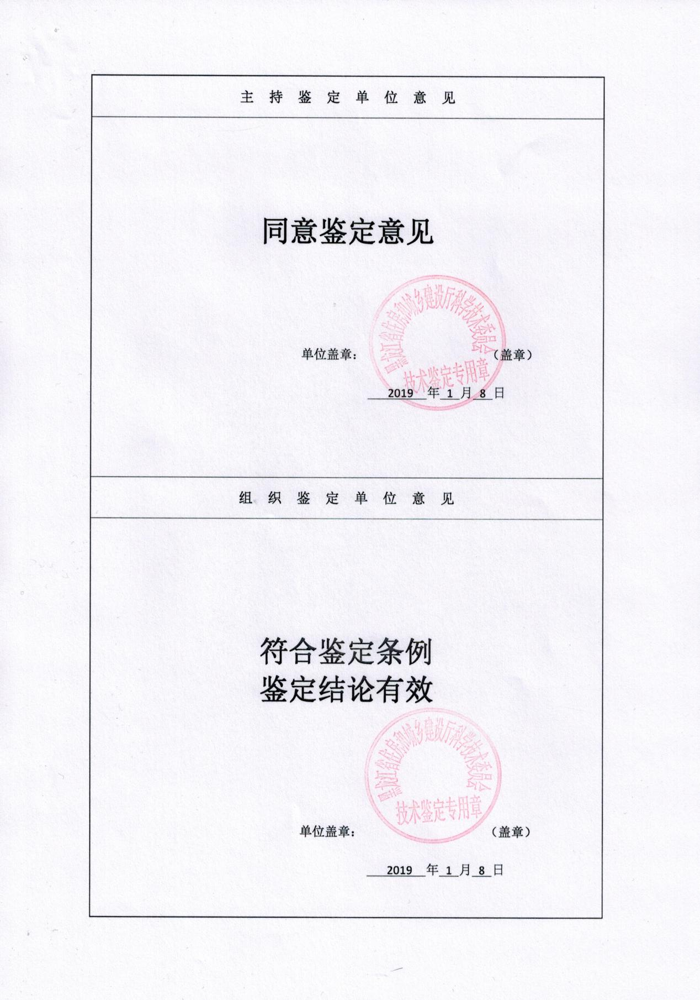 主持鉴定单位意见
同意鉴定意见
黑龙江省住房和城乡建设厅科学技术委员会
技术鉴定专用章
单位盖章：（盖章）
2019 年 1 月 8 日
组织鉴定单位意见
符合鉴定条例
鉴定结论有效
黑龙江省住房和城乡建设厅科学技术委员会
技术鉴定专用章
单位盖章：（盖章）
2019 年 1 月 8 日